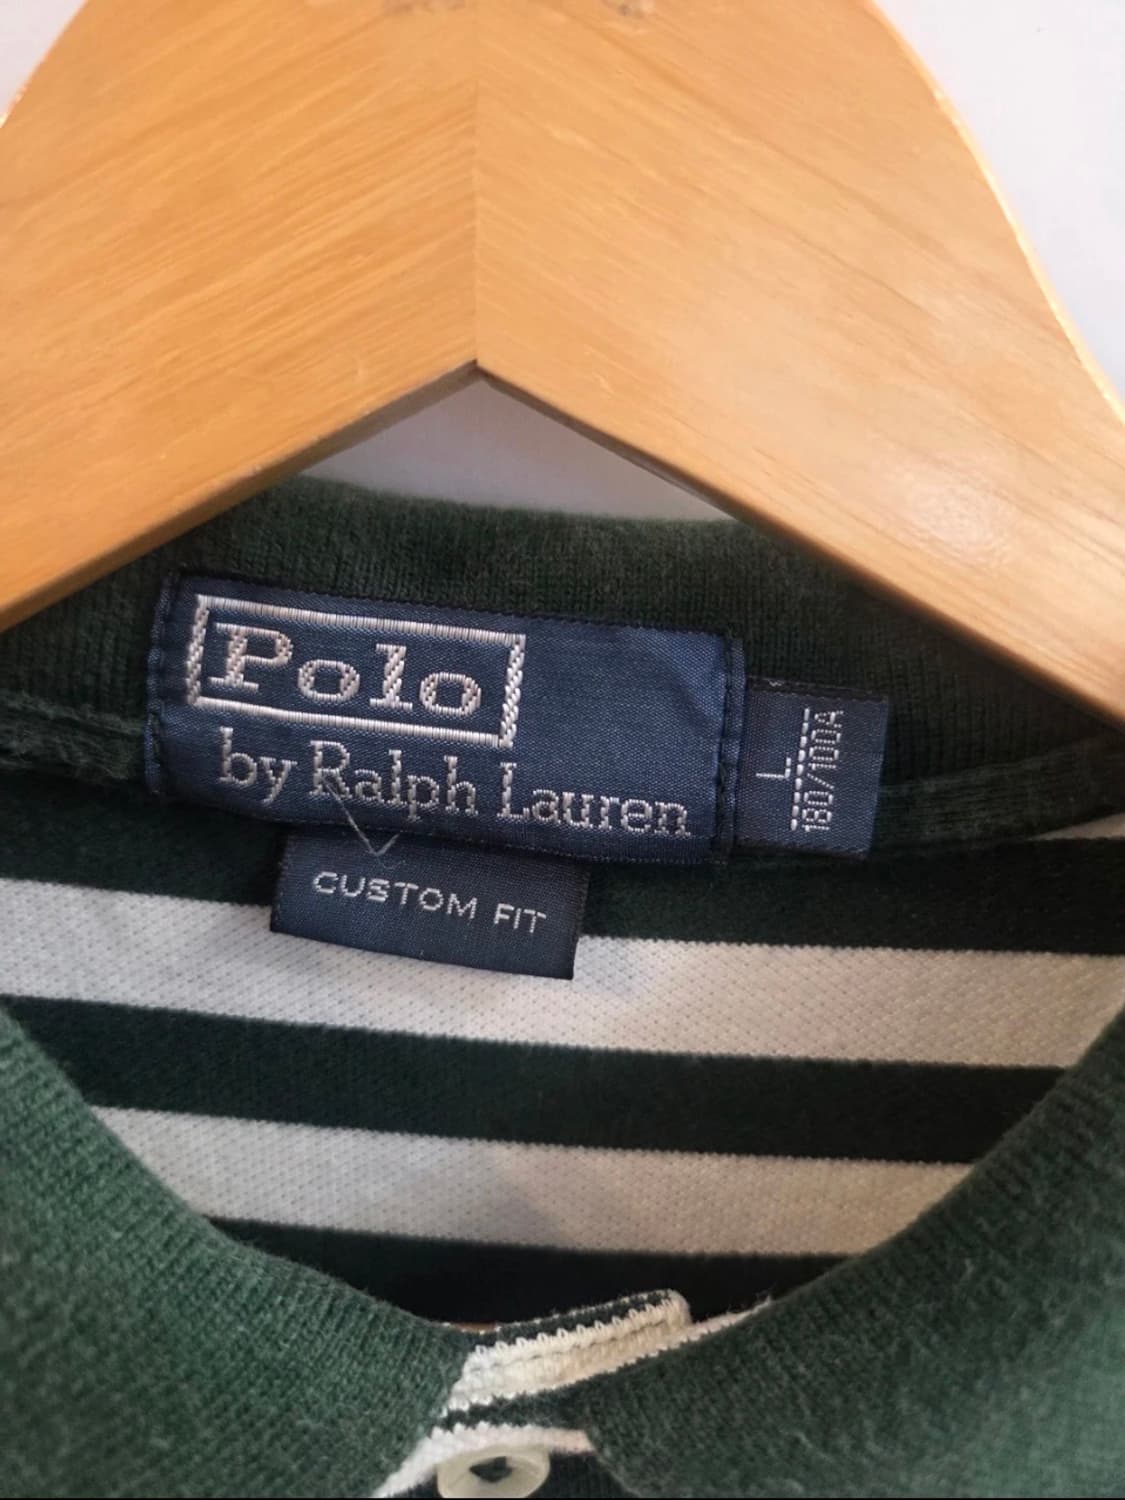 Polo
by Ralph Lauren
L
180/100A
CUSTOM FIT